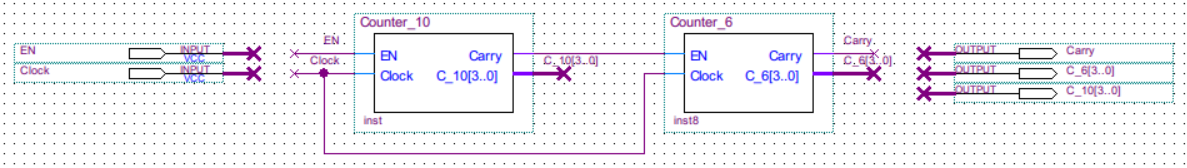 Counter_10
Counter_6
EN
INPUT
VCC
Clock
INPUT
VCC
EN
Clock
EN
Carry
Clock
C_10[3..0]
inst
C_10[3..0]
EN
Carry
Clock
C_6[3..0]
inst8
Carry
C_6[3..0]
OUTPUT
Carry
OUTPUT
C_6[3..0]
OUTPUT
C_10[3..0]